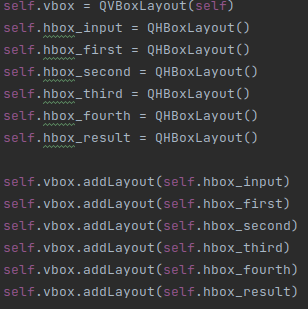 self.vbox = QVBoxLayout(self)
self.hbox_input = QHBoxLayout()
self.hbox_first = QHBoxLayout()
self.hbox_second = QHBoxLayout()
self.hbox_third = QHBoxLayout()
self.hbox_fourth = QHBoxLayout()
self.hbox_result = QHBoxLayout()
self.vbox.addLayout(self.hbox_input)
self.vbox.addLayout(self.hbox_first)
self.vbox.addLayout(self.hbox_second)
self.vbox.addLayout(self.hbox_third)
self.vbox.addLayout(self.hbox_fourth)
self.vbox.addLayout(self.hbox_result)